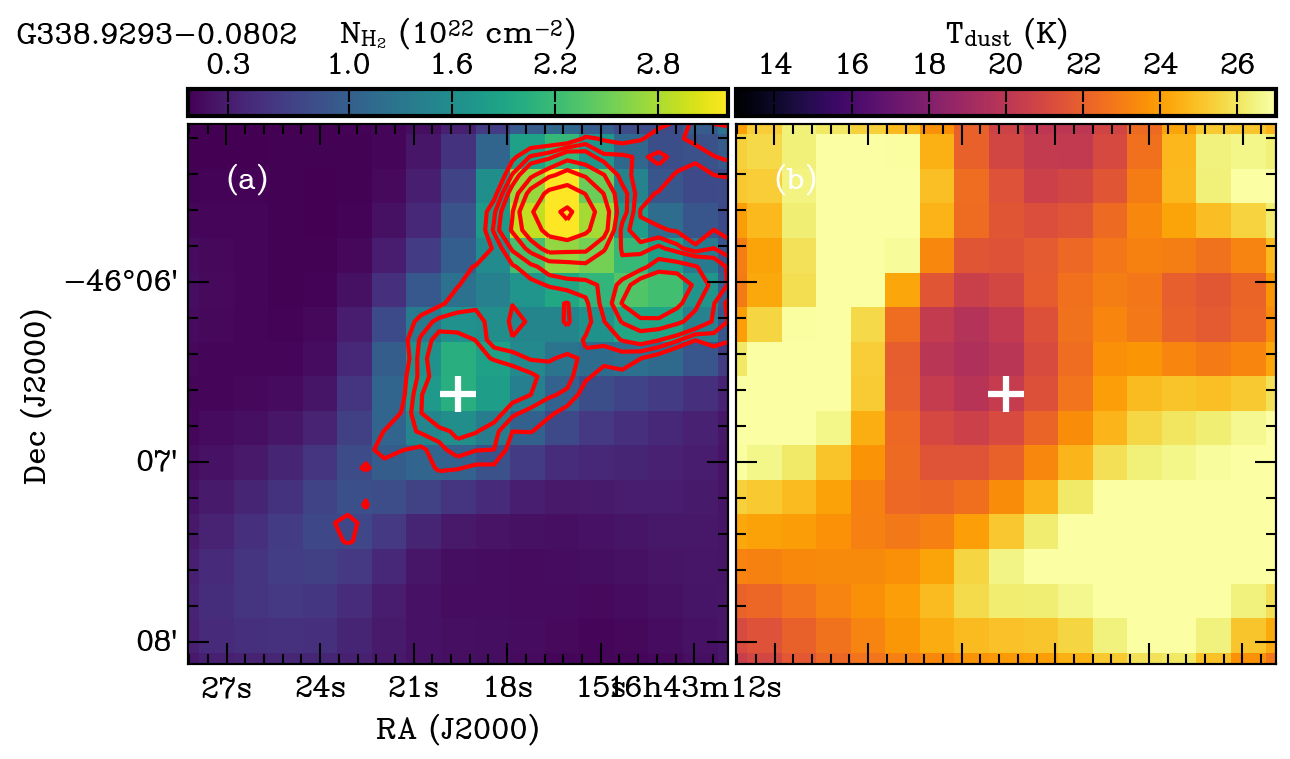 G338.9293−0.0802 N_H₂ (10²² cm⁻²) T_dust (K)
0.3 1.0 1.6 2.2 2.8 14 16 18 20 22 24 26
(a) (b)
−46°06'
07'
08'
Dec (J2000)
27s 24s 21s 18s 15s 16h43m12s
RA (J2000)